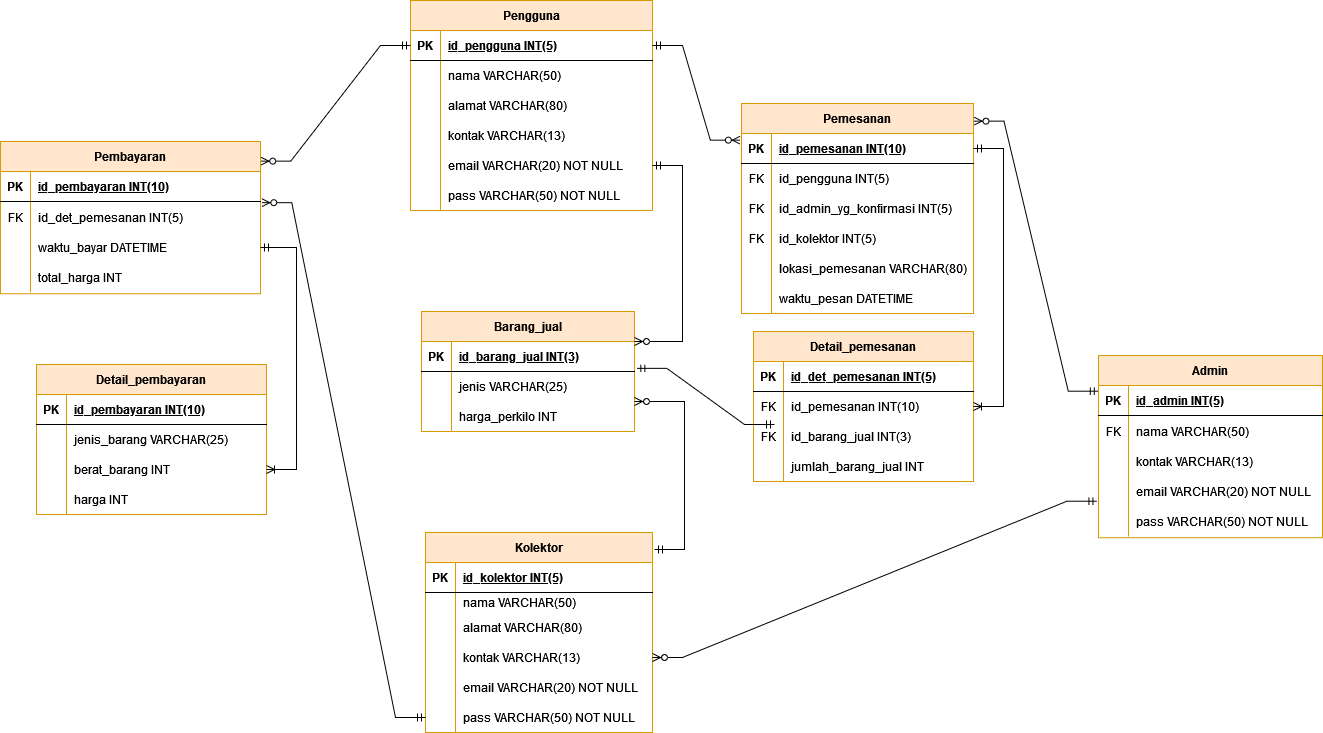 Pengguna
PK id_pengguna INT(5)
nama VARCHAR(50)
alamat VARCHAR(80)
kontak VARCHAR(13)
email VARCHAR(20) NOT NULL
pass VARCHAR(50) NOT NULL
Pemesanan
PK id_pemesanan INT(10)
FK id_pengguna INT(5)
FK id_admin_yg_konfirmasi INT(5)
FK id_kolektor INT(5)
lokasi_pemesanan VARCHAR(80)
waktu_pesan DATETIME
Pembayaran
PK id_pembayaran INT(10)
FK id_det_pemesanan INT(5)
waktu_bayar DATETIME
total_harga INT
Barang_jual
PK id_barang_jual INT(3)
jenis VARCHAR(25)
harga_perkilo INT
Detail_pemesanan
PK id_det_pemesanan INT(5)
FK id_pemesanan INT(10)
FK id_barang_jual INT(3)
jumlah_barang_jual INT
Detail_pembayaran
PK id_pembayaran INT(10)
jenis_barang VARCHAR(25)
berat_barang INT
harga INT
Admin
PK id_admin INT(5)
FK nama VARCHAR(50)
kontak VARCHAR(13)
email VARCHAR(20) NOT NULL
pass VARCHAR(50) NOT NULL
Kolektor
PK id_kolektor INT(5)
nama VARCHAR(50)
alamat VARCHAR(80)
kontak VARCHAR(13)
email VARCHAR(20) NOT NULL
pass VARCHAR(50) NOT NULL